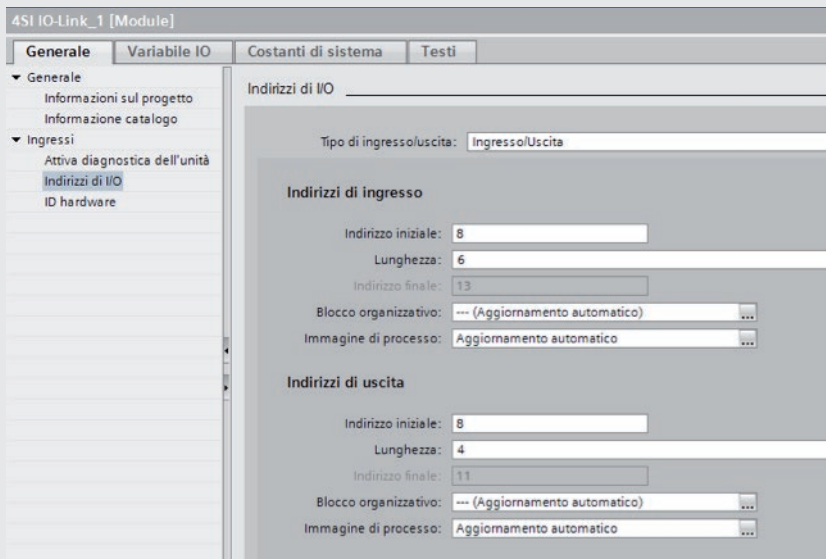 4SI IO-Link_1 [Module]
Generale Variabile IO Costanti di sistema Testi
Generale
Informazioni sul progetto
Informazione catalogo
Ingressi
Attiva diagnostica dell'unità
Indirizzi di I/O
ID hardware
Indirizzi di I/O
Tipo di ingresso/uscita: Ingresso/Uscita
Indirizzi di ingresso
Indirizzo iniziale: 8
Lunghezza: 6
Indirizzo finale: 13
Blocco organizzativo: --- (Aggiornamento automatico) ...
Immagine di processo: Aggiornamento automatico ...
Indirizzi di uscita
Indirizzo iniziale: 8
Lunghezza: 4
Indirizzo finale: 11
Blocco organizzativo: --- (Aggiornamento automatico) ...
Immagine di processo: Aggiornamento automatico ...